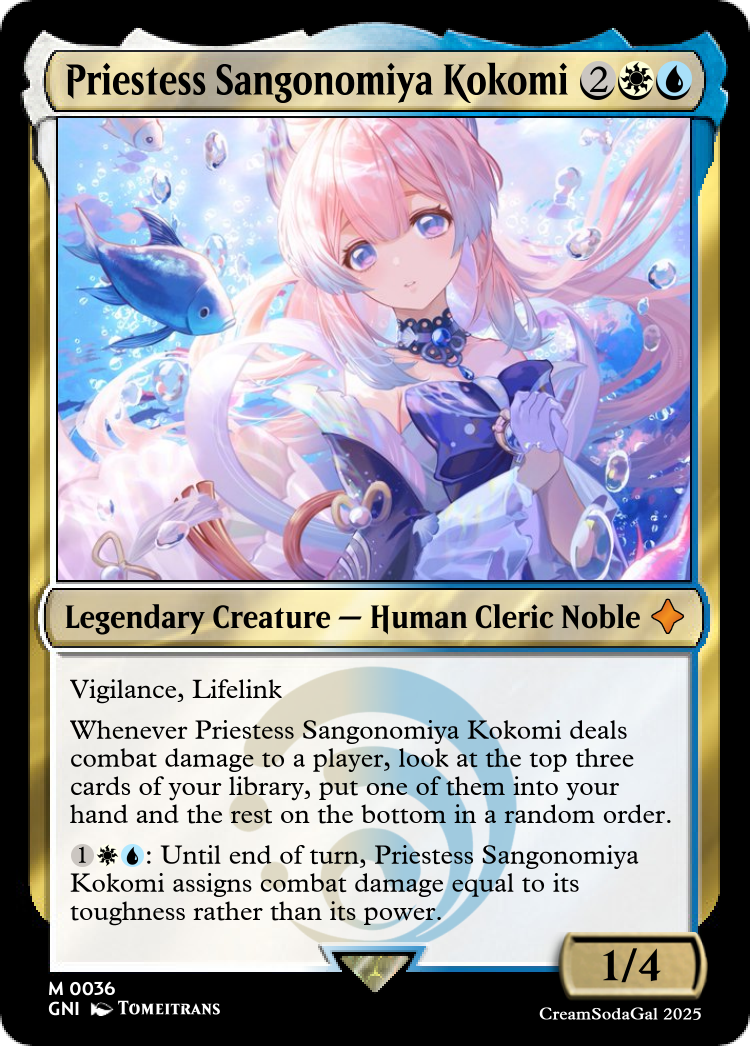 Priestess Sangonomiya Kokomi 2
Legendary Creature — Human Cleric Noble
Vigilance, Lifelink
Whenever Priestess Sangonomiya Kokomi deals
combat damage to a player, look at the top three
cards of your library, put one of them into your
hand and the rest on the bottom in a random order.
1 : Until end of turn, Priestess Sangonomiya
Kokomi assigns combat damage equal to its
toughness rather than its power.
1/4
M 0036
GNI Tomeitrans
CreamSodaGal 2025